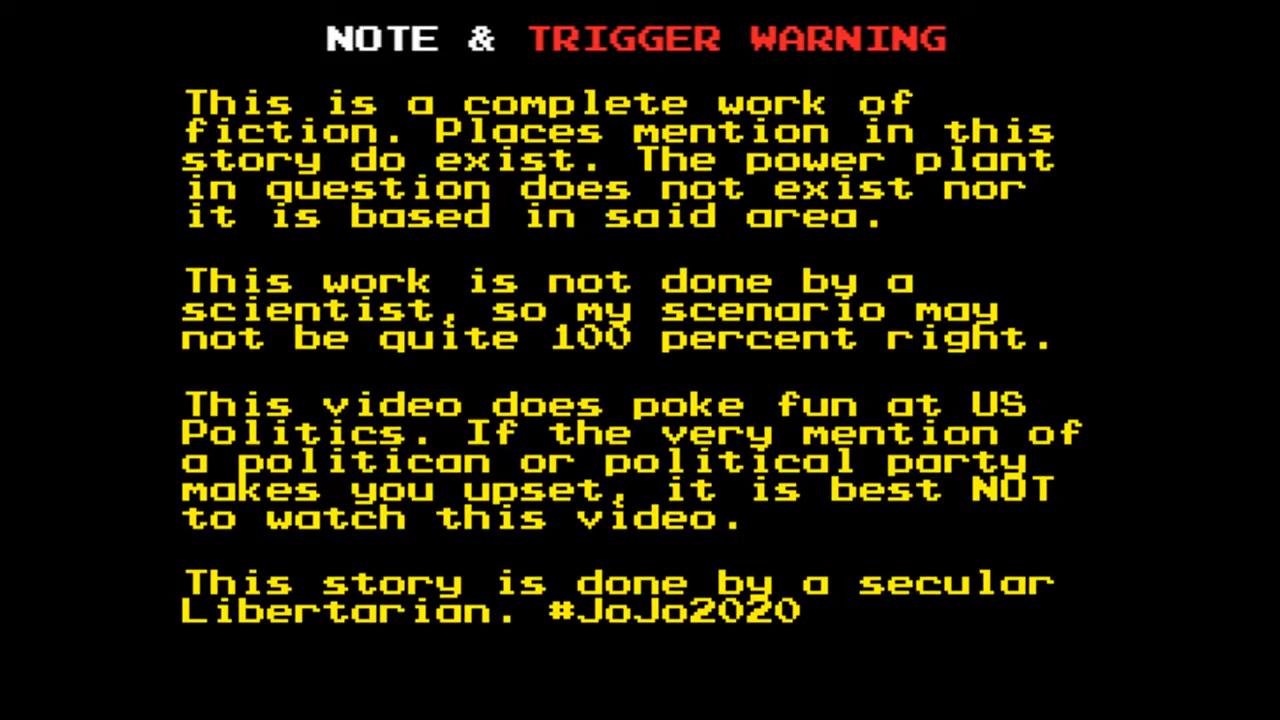 NOTE & TRIGGER WARNING
This is a complete work of
fiction. Places mention in this
story do exist. The power plant
in question does not exist nor
it is based in said area.
This work is not done by a
scientist, so my scenario may
not be quite 100 percent right.
This video does poke fun at US
Politics. If the very mention of
a politican or political party
makes you upset, it is best NOT
to watch this video.
This story is done by a secular
Libertarian. #JoJo2020